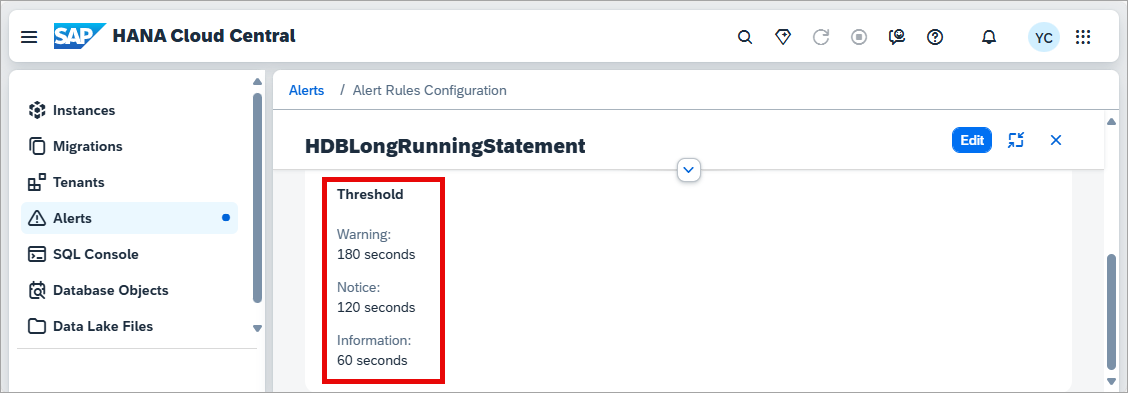 SAP HANA Cloud Central
YC
Instances
Migrations
Tenants
Alerts
SQL Console
Database Objects
Data Lake Files
Alerts / Alert Rules Configuration
HDBLongRunningStatement
Edit
Threshold
Warning:
180 seconds
Notice:
120 seconds
Information:
60 seconds